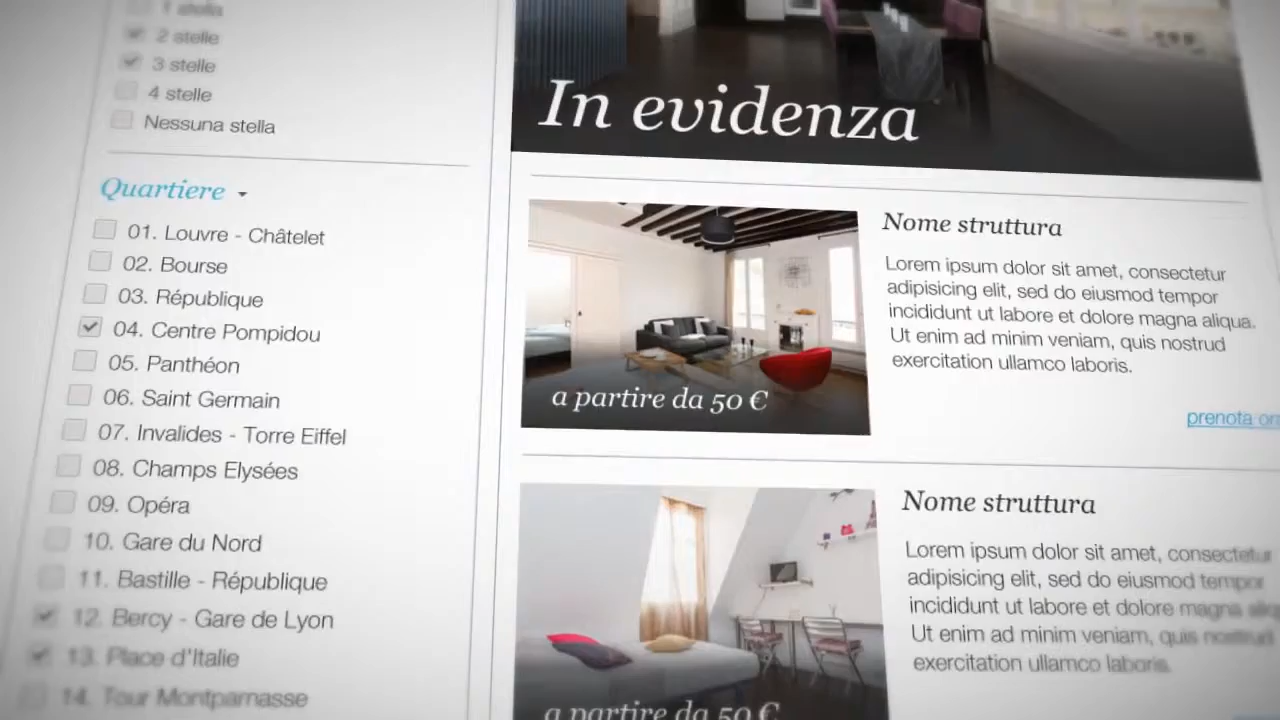 1 stella
2 stelle
3 stelle
4 stelle
Nessuna stella
Quartiere
01. Louvre - Châtelet
02. Bourse
03. République
04. Centre Pompidou
05. Panthéon
06. Saint Germain
07. Invalides - Torre Eiffel
08. Champs Elysées
09. Opéra
10. Gare du Nord
11. Bastille - République
12. Bercy - Gare de Lyon
13. Place d'Italie
14. Tour Montparnasse
In evidenza
a partire da 50 €
Nome struttura
Lorem ipsum dolor sit amet, consectetur
adipisicing elit, sed do eiusmod tempor
incididunt ut labore et dolore magna aliqua.
Ut enim ad minim veniam, quis nostrud
exercitation ullamco laboris.
prenota
a partire da 50 €
Nome struttura
Lorem ipsum dolor sit amet, consectetur
adipisicing elit, sed do eiusmod tempor
incididunt ut labore et dolore magna
Ut enim ad minim veniam, quis nostrud
exercitation ullamco laboris.